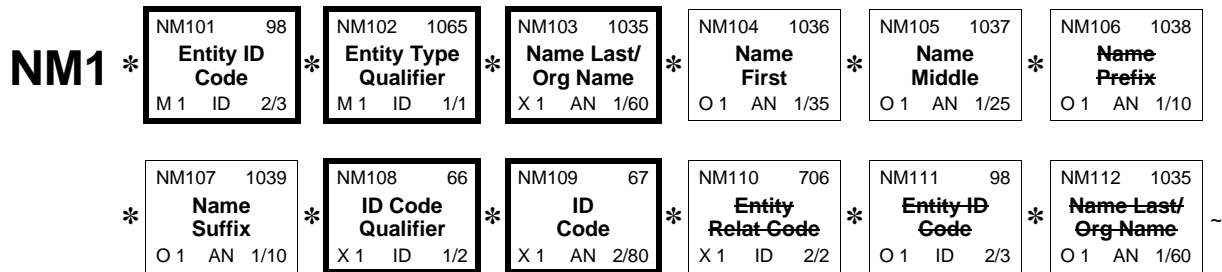 NM1 * NM101 98 * NM102 1065 * NM103 1035 * NM104 1036 * NM105 1037 * NM106 1038
Entity ID Entity Type Name Last/ Name Name Name
Code Qualifier Org Name First Middle Prefix
M 1 ID 2/3 M 1 ID 1/1 X 1 AN 1/60 O 1 AN 1/35 O 1 AN 1/25 O 1 AN 1/10
* NM107 1039 * NM108 66 * NM109 67 * NM110 706 * NM111 98 * NM112 1035 ~
Name ID Code ID Entity Entity ID Name Last/
Suffix Qualifier Code Relat Code Code Org Name
O 1 AN 1/10 X 1 ID 1/2 X 1 AN 2/80 X 1 ID 2/2 O 1 ID 2/3 O 1 AN 1/60